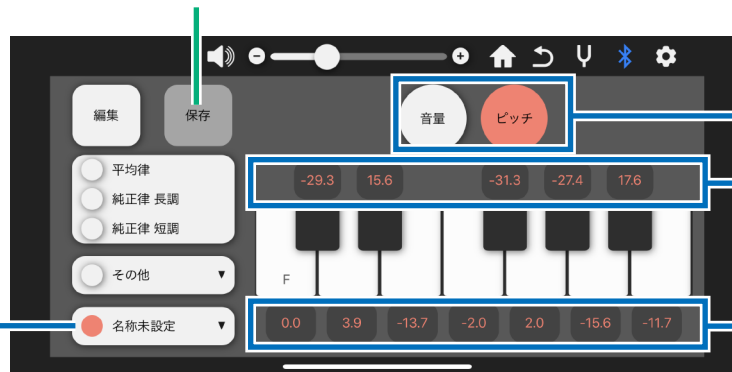 編集
保存
音量
ピッチ
平均律
純正律 長調
純正律 短調
その他 ▼
名称未設定 ▼
-29.3 15.6 -31.3 -27.4 17.6
F
0.0 3.9 -13.7 -2.0 2.0 -15.6 -11.7